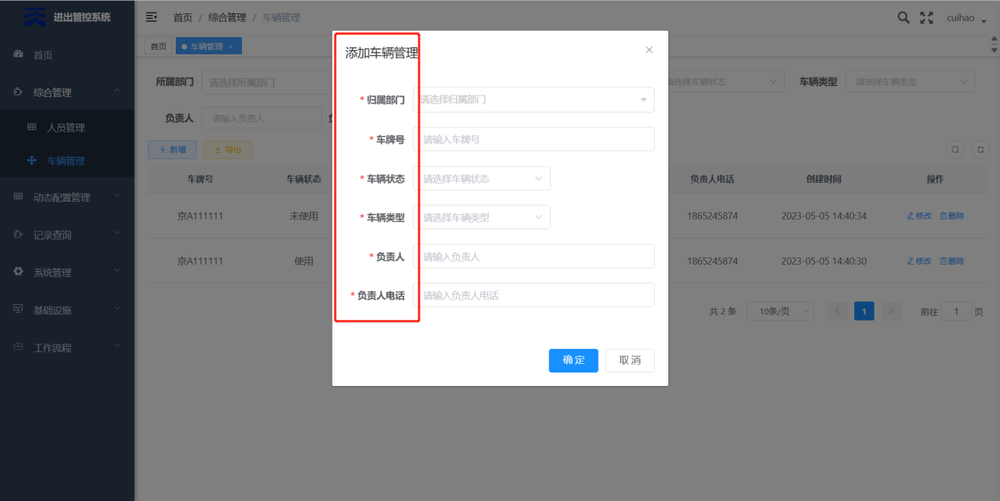 进出管控系统
首页 / 综合管理 / 车辆管理
cuihao
首页
车辆管理 ×
首页
综合管理
人员管理
车辆管理
动态配置管理
记录查询
系统管理
基础设施
工作流程
所属部门 请选择所属部门
请选择车辆状态
车辆类型 请选择车辆类型
负责人 请输入负责人
新增
导出
车牌号 车辆状态 负责人电话 创建时间 操作
京A111111 未使用 1865245874 2023-05-05 14:40:34 修改 删除
京A111111 使用 1865245874 2023-05-05 14:40:30 修改 删除
共 2 条 10条/页 1 前往 1 页
添加车辆管理
* 归属部门 请选择归属部门
* 车牌号 请输入车牌号
* 车辆状态 请选择车辆状态
* 车辆类型 请选择车辆类型
* 负责人 请输入负责人
* 负责人电话 请输入负责人电话
确 定 取 消